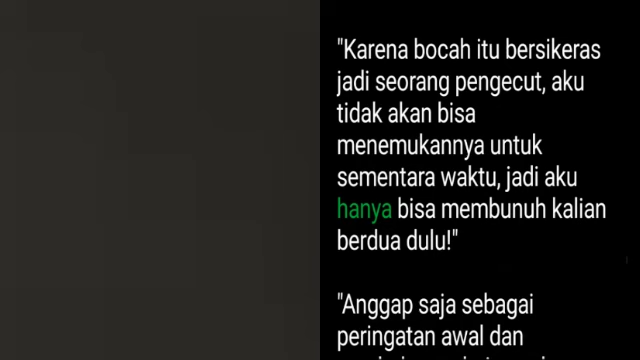 "Karena bocah itu bersikeras
jadi seorang pengecut, aku
tidak akan bisa
menemukannya untuk
sementara waktu, jadi aku
hanya bisa membunuh kalian
berdua dulu!"
"Anggap saja sebagai
peringatan awal dan